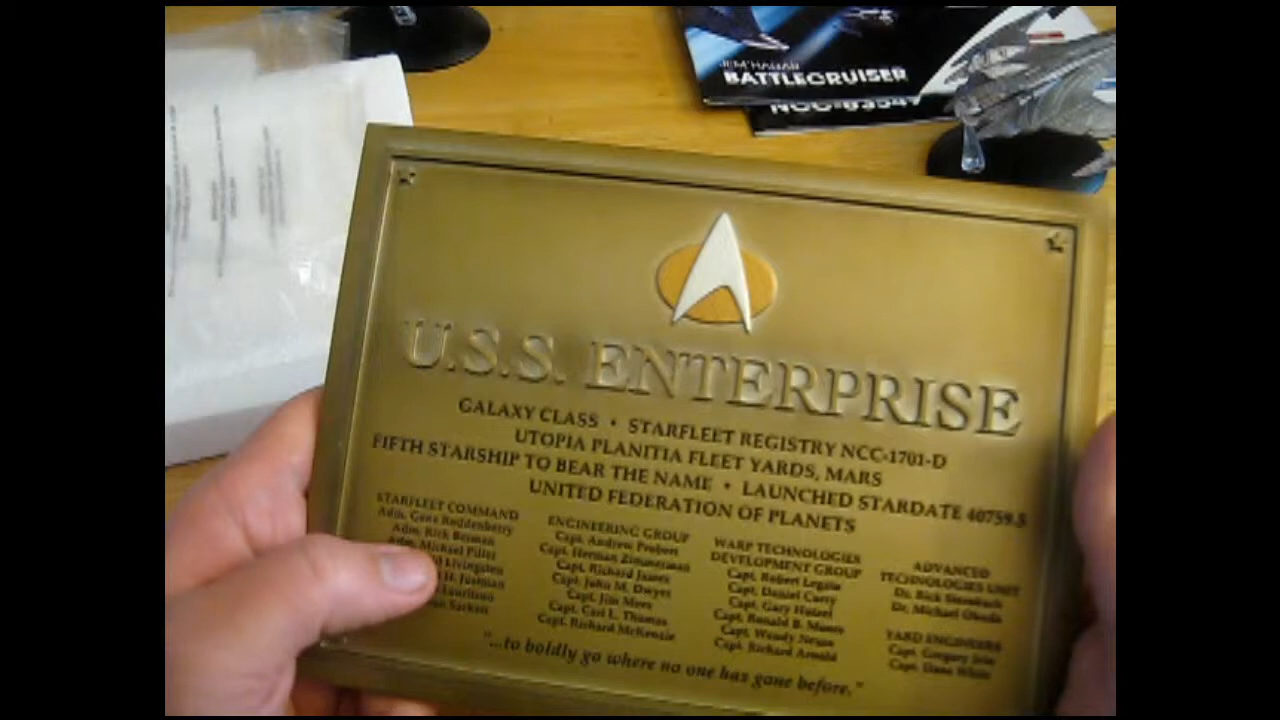 JEM'HADAR
BATTLECRUISER
U.S.S. ENTERPRISE
GALAXY CLASS • STARFLEET REGISTRY NCC-1701-D
UTOPIA PLANITIA FLEET YARDS, MARS
FIFTH STARSHIP TO BEAR THE NAME • LAUNCHED STARDATE 40759.5
UNITED FEDERATION OF PLANETS
STARFLEET COMMAND
Adm. Gene Roddenberry
Adm. Rick Berman
Adm. Michael Piller
Livingston
H. Justman
ENGINEERING GROUP
Capt. Andrew Probert
Capt. Herman Zimmerman
Capt. Richard James
Capt. John M. Dwyer
Capt. Jim Mees
Capt. Carl L. Thomas
Capt. Richard McKenzie
WARP TECHNOLOGIES
DEVELOPMENT GROUP
Capt. Robert Legato
Capt. Daniel Curry
Capt. Gary Hutzel
Capt. Ronald B. Moore
Capt. Wendy Neuss
Capt. Richard Arnold
ADVANCED
TECHNOLOGIES UNIT
Dr. Rick Sternbach
Dr. Michael Okuda
YARD ENGINEERS
Capt. Gregory Jein
Capt. Dana White
"...to boldly go where no one has gone before."